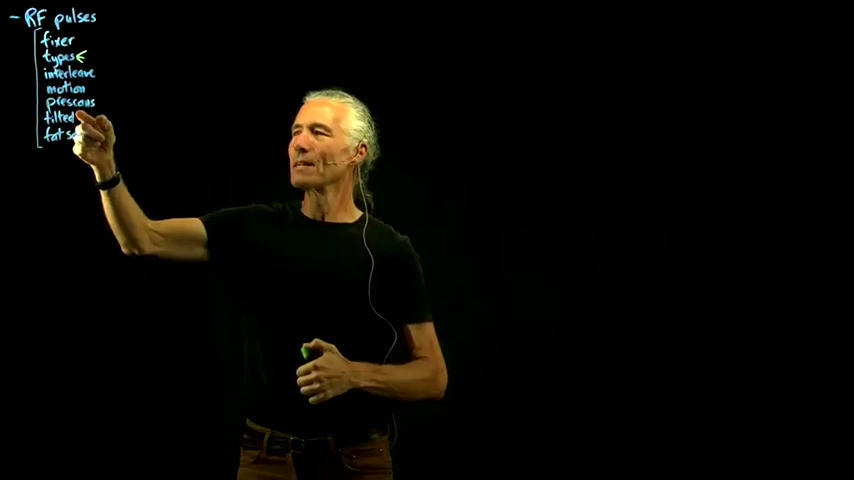 - RF pulses
fixer
types
interleave
motion
prescans
tilted
fat